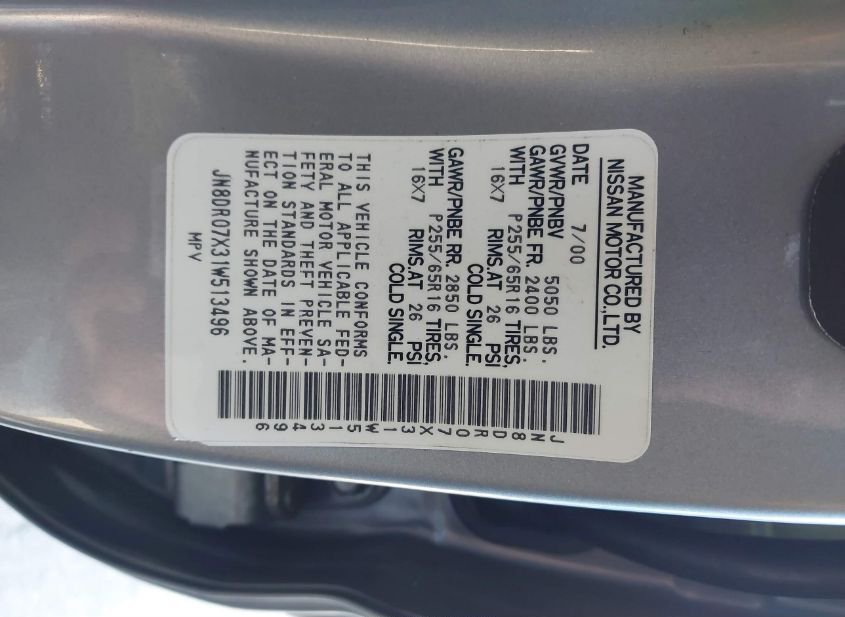 MANUFACTURED BY
NISSAN MOTOR CO.,LTD.
DATE 7/00
GVWR/PNBV 5050 LBS.
GAWR/PNBE FR. 2400 LBS.
WITH P255/65R16 TIRES,
16X7 RIMS,AT 26 PSI
COLD SINGLE.
GAWR/PNBE RR. 2850 LBS.
WITH P255/65R16 TIRES,
16X7 RIMS,AT 26 PSI
COLD SINGLE.
THIS VEHICLE CONFORMS
TO ALL APPLICABLE FED-
ERAL MOTOR VEHICLE SA-
FETY AND THEFT PREVEN-
TION STANDARDS IN EFF-
ECT ON THE DATE OF MA-
NUFACTURE SHOWN ABOVE.
JN8DR07X31W513496
MPV
JN8DR07X31W513496